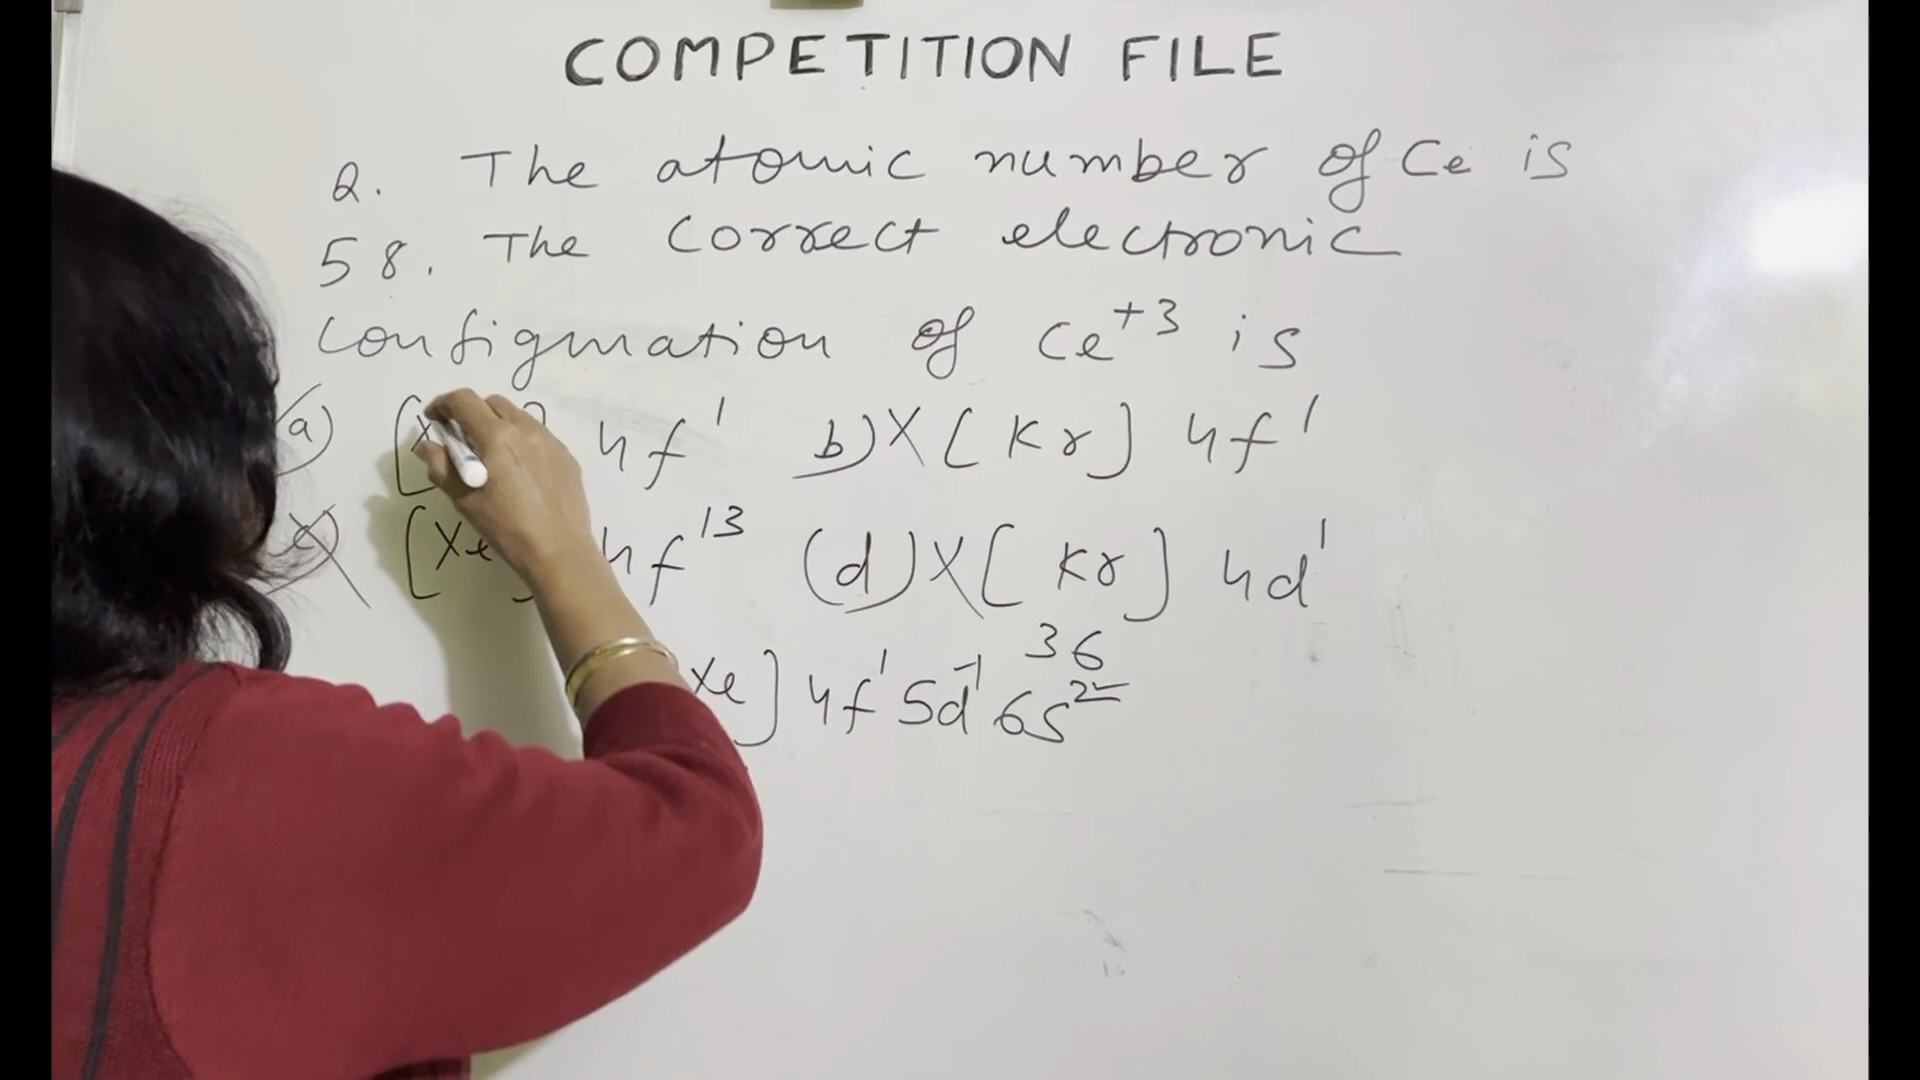 COMPETITION FILE
Q. The atomic number of Ce is
58. The correct electronic
configuration of Ce⁺³ is
a) [X ] 4f¹ b) X [Kr] 4f¹
c) [Xe 4f¹³ (d) X [Kr] 4d¹
36
Xe] 4f¹ 5d¹ 6s²